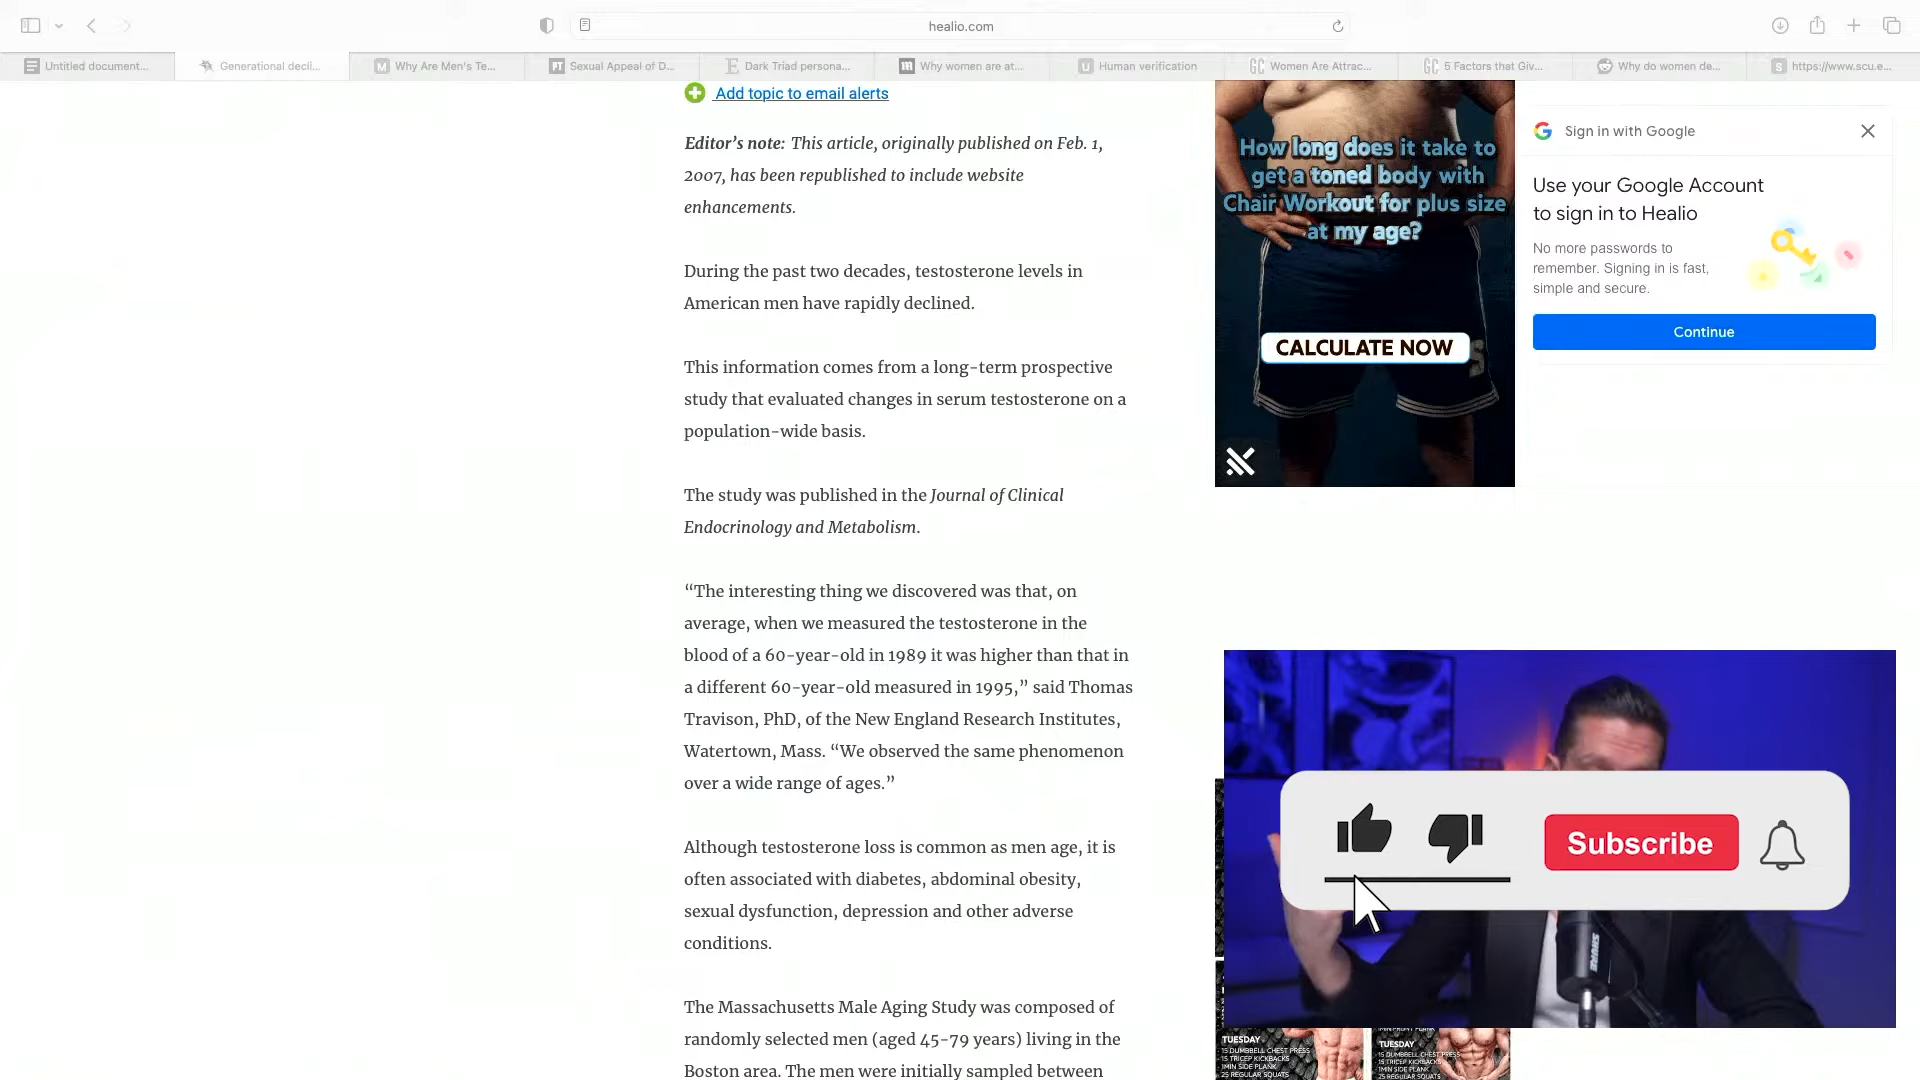 healio.com
Untitled document...
Generational decli...
Why Are Men's Te...
Sexual Appeal of D...
Dark Triad persona...
Why women are at...
Human verification
Women Are Attrac...
5 Factors that Giv...
Why do women de...
https://www.scu.e...
Add topic to email alerts
Editor’s note: This article, originally published on Feb. 1,
2007, has been republished to include website
enhancements.
During the past two decades, testosterone levels in
American men have rapidly declined.
This information comes from a long-term prospective
study that evaluated changes in serum testosterone on a
population-wide basis.
The study was published in the Journal of Clinical
Endocrinology and Metabolism.
“The interesting thing we discovered was that, on
average, when we measured the testosterone in the
blood of a 60-year-old in 1989 it was higher than that in
a different 60-year-old measured in 1995,” said Thomas
Travison, PhD, of the New England Research Institutes,
Watertown, Mass. “We observed the same phenomenon
over a wide range of ages.”
Although testosterone loss is common as men age, it is
often associated with diabetes, abdominal obesity,
sexual dysfunction, depression and other adverse
conditions.
The Massachusetts Male Aging Study was composed of
randomly selected men (aged 45-79 years) living in the
Boston area. The men were initially sampled between
How long does it take to
get a toned body with
Chair Workout for plus size
at my age?
CALCULATE NOW
Sign in with Google
Use your Google Account
to sign in to Healio
No more passwords to
remember. Signing in is fast,
simple and secure.
Continue
Subscribe
SHURE
TUESDAY
15 DUMBBELL CHEST PRESS
15 TRICEP KICKBACKS
1MIN SIDE PLANK
25 REGULAR SQUATS
TUESDAY
15 DUMBBELL CHEST PRESS
15 TRICEP KICKBACKS
1MIN SIDE PLANK
25 REGULAR SQUATS